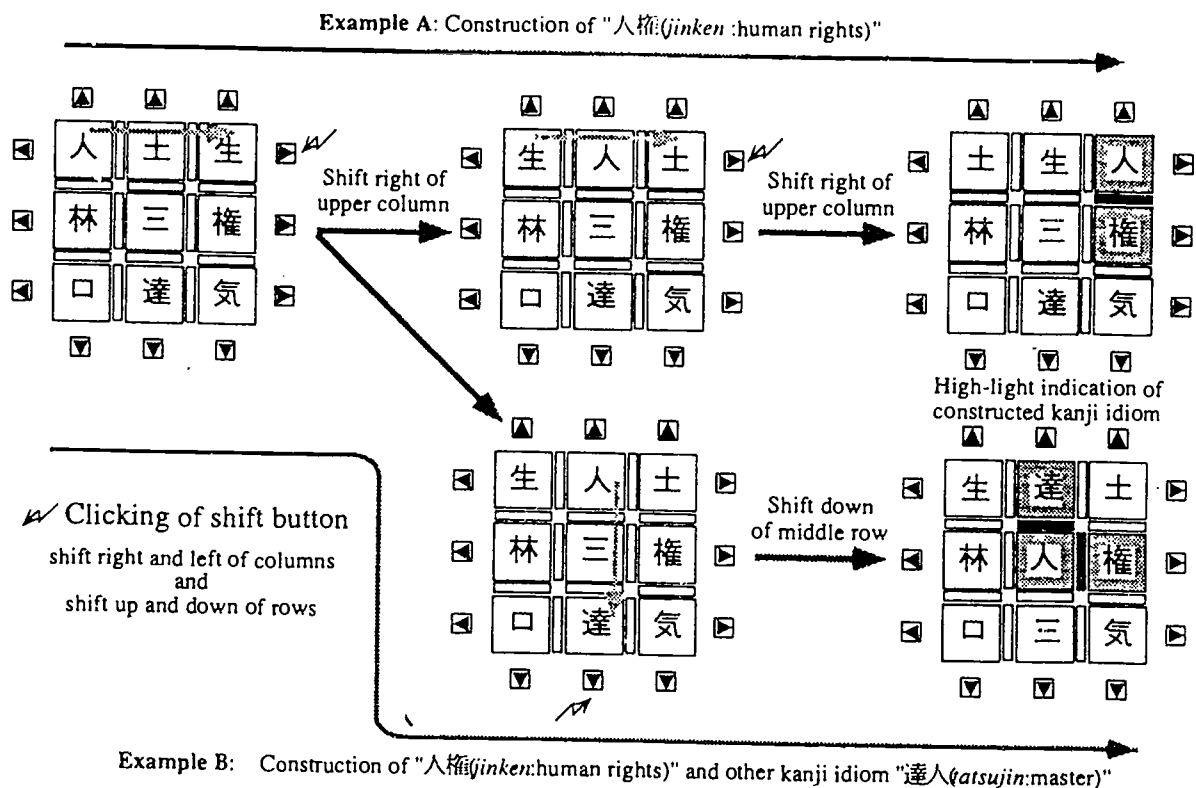 Example A: Construction of "人権(jinken :human rights)"
人 土 生
林 三 権
口 達 気
Shift right of
upper column
生 人 土
林 三 権
口 達 気
Shift right of
upper column
土 生 人
林 三 権
口 達 気
High-light indication of
constructed kanji idiom
Clicking of shift button
shift right and left of columns
and
shift up and down of rows
生 人 土
林 三 権
口 達 気
Shift down
of middle row
生 達 土
林 人 権
口 三 気
Example B: Construction of "人権(jinken:human rights)" and other kanji idiom "達人(tatsujin:master)"